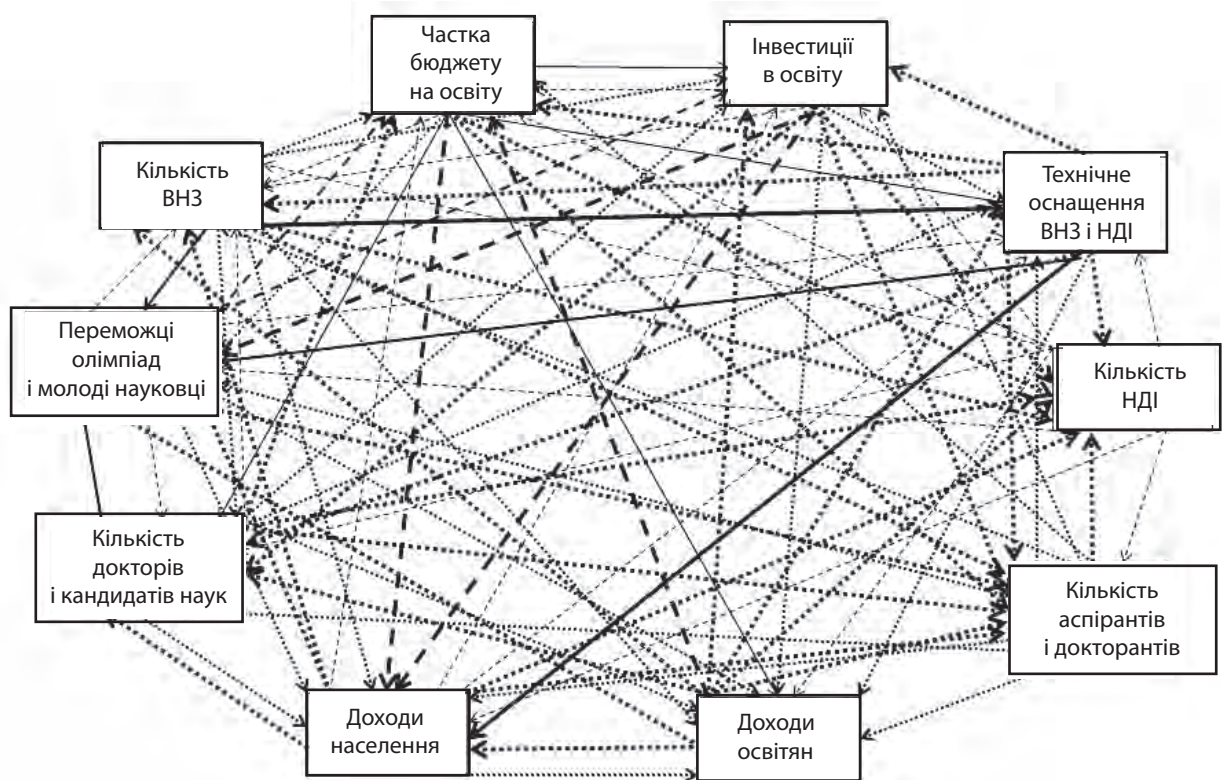 Частка
бюджету
на освіту
Інвестиції
в освіту
Кількість
ВНЗ
Технічне
оснащення
ВНЗ і НДІ
Переможці
олімпіад
і молоді науковці
Кількість
НДІ
Кількість
докторів
і кандидатів наук
Кількість
аспірантів
і докторантів
Доходи
населення
Доходи
освітян